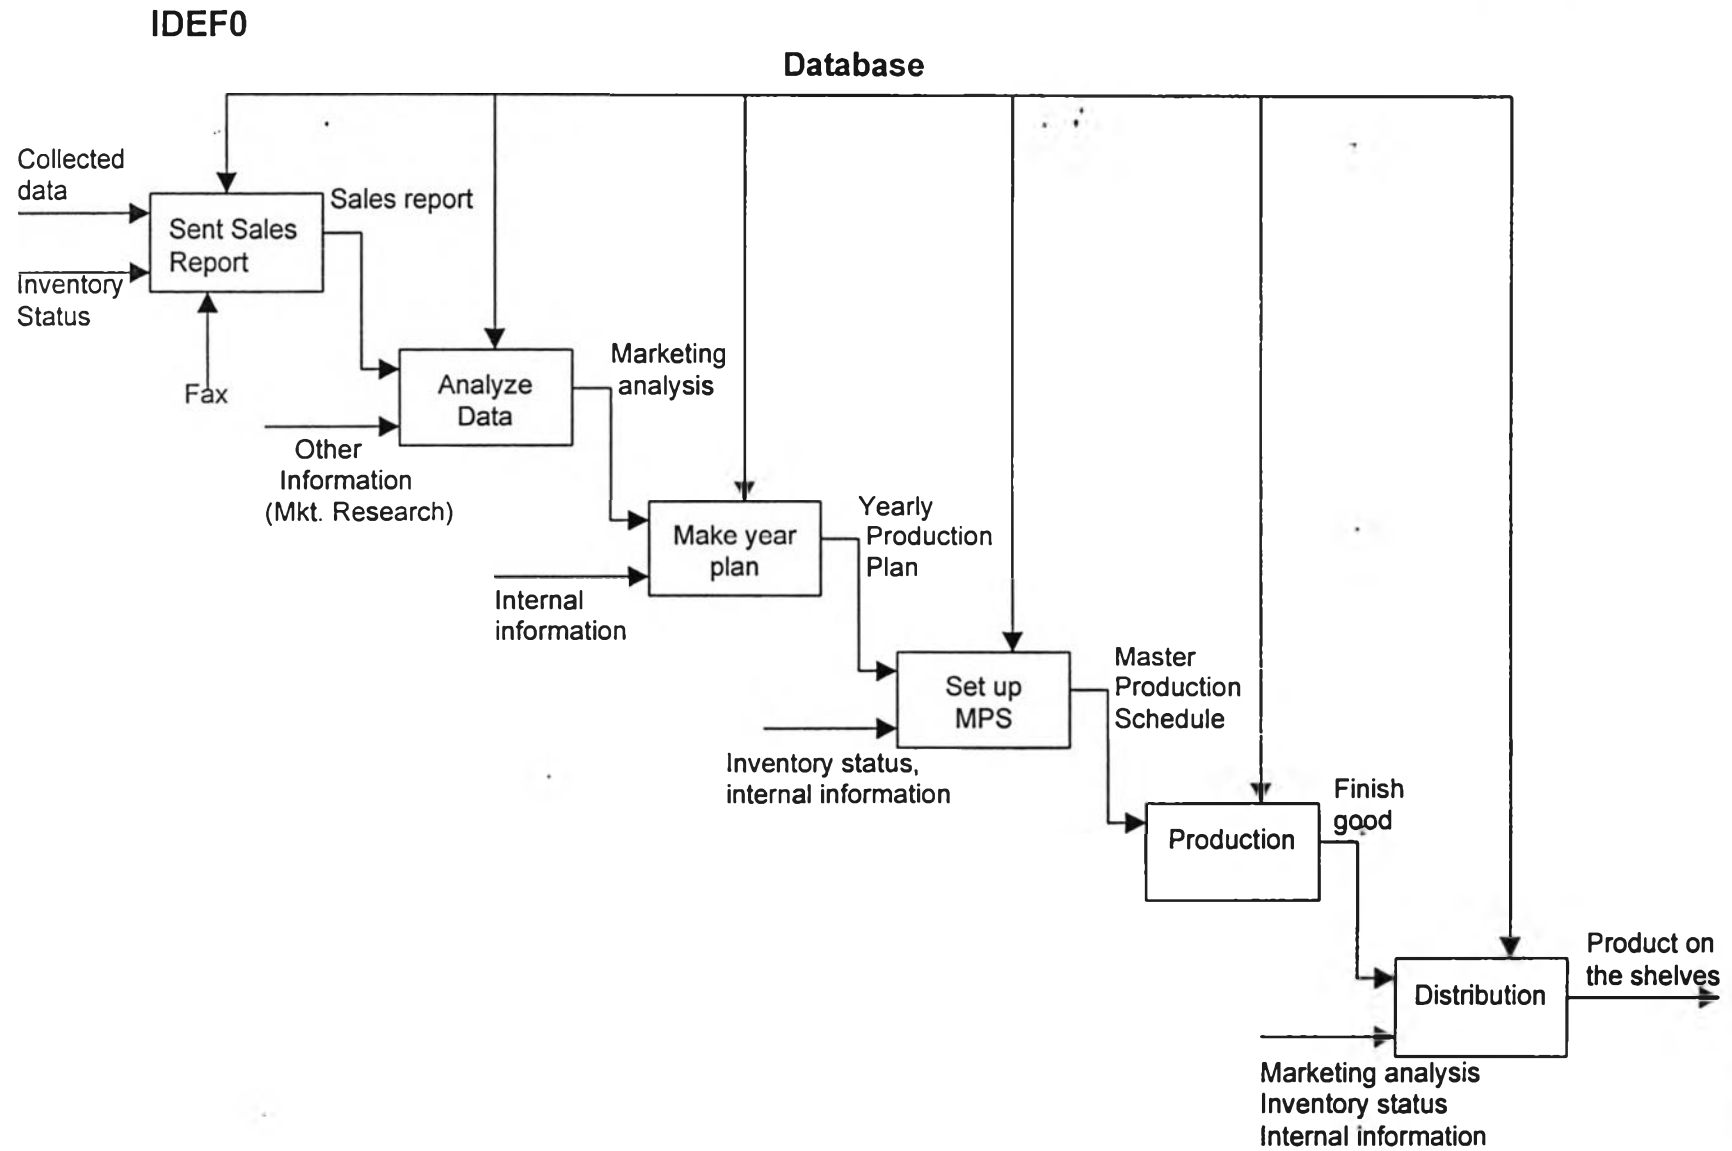 IDEF0
Database
Collected
data
Sales report
Sent Sales
Report
Inventory
Status
Fax
Marketing
analysis
Analyze
Data
Other
Information
(Mkt. Research)
Yearly
Production
Plan
Make year
plan
Internal
information
Master
Production
Schedule
Set up
MPS
Inventory status,
internal information
Finish
good
Production
Product on
the shelves
Distribution
Marketing analysis
Inventory status
Internal information